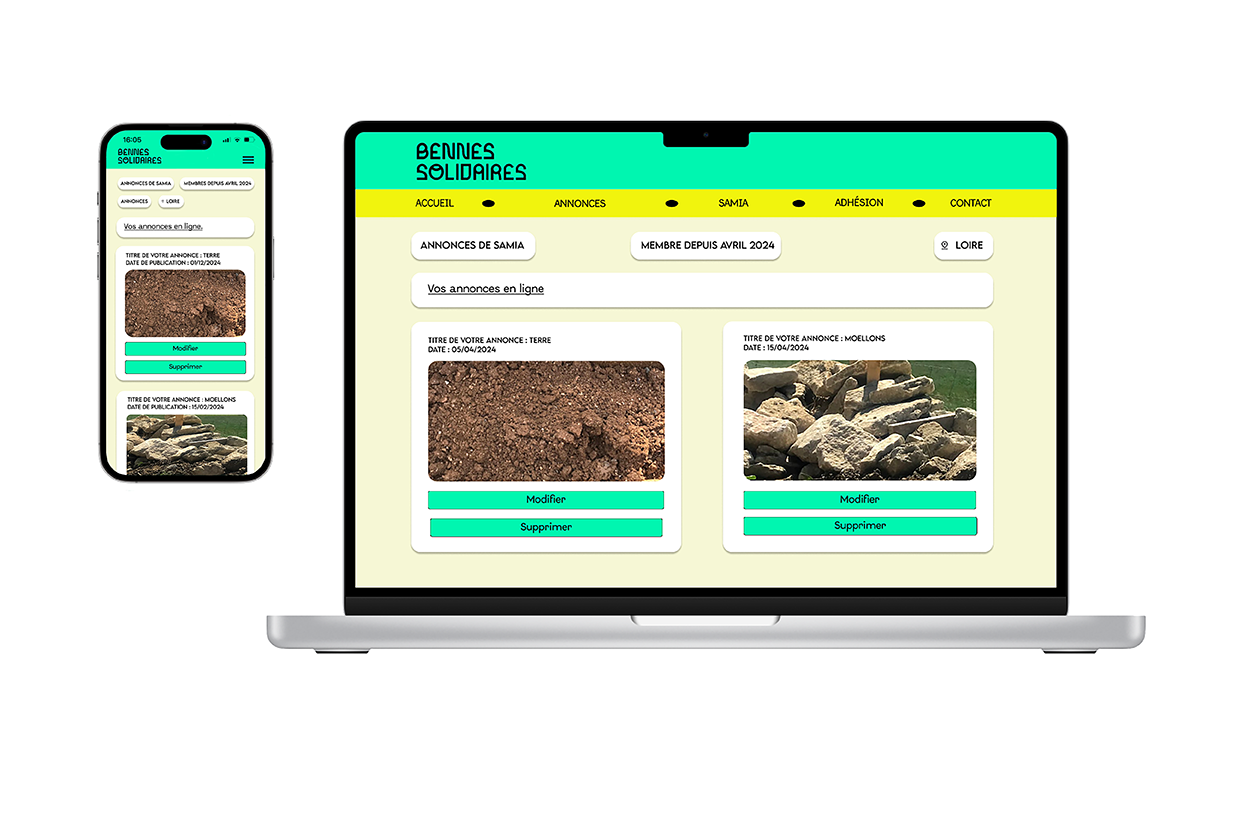 16:05
BENNES
SOLIDAIRES
ANNONCES DE SAMIA
MEMBRES DEPUIS AVRIL 2024
ANNONCES
LOIRE
Vos annonces en ligne.
TITRE DE VOTRE ANNONCE : TERRE
DATE DE PUBLICATION : 01/12/2024
Modifier
Supprimer
TITRE DE VOTRE ANNONCE : MOELLONS
DATE DE PUBLICATION : 15/02/2024
BENNES
SOLIDAIRES
ACCUEIL ANNONCES SAMIA ADHÉSION CONTACT
ANNONCES DE SAMIA MEMBRE DEPUIS AVRIL 2024 LOIRE
Vos annonces en ligne
TITRE DE VOTRE ANNONCE : TERRE
DATE : 05/04/2024
Modifier
Supprimer
TITRE DE VOTRE ANNONCE : MOELLONS
DATE : 15/04/2024
Modifier
Supprimer